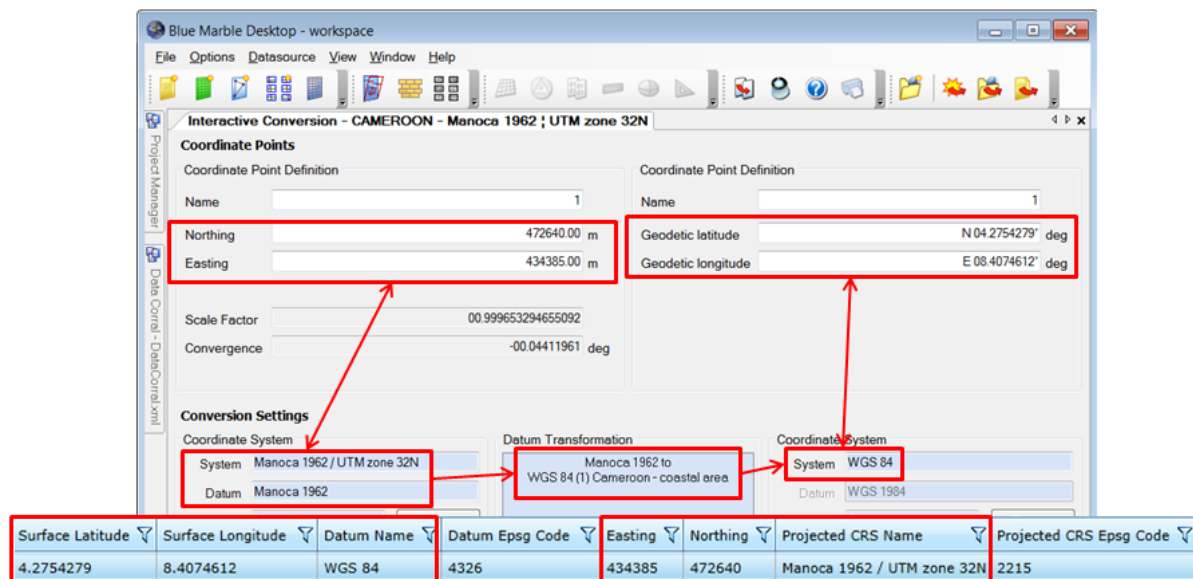 Blue Marble Desktop - workspace
File Options Datasource View Window Help
Project Manager
Data Corral - DataCorral.xml
Interactive Conversion - CAMEROON - Manoca 1962 ¦ UTM zone 32N
Coordinate Points
Coordinate Point Definition
Name 1
Northing 472640.00 m
Easting 434385.00 m
Scale Factor 00.999653294655092
Convergence -00.04411961 deg
Coordinate Point Definition
Name 1
Geodetic latitude N 04.2754279° deg
Geodetic longitude E 08.4074612° deg
Conversion Settings
Coordinate System
System Manoca 1962 / UTM zone 32N
Datum Manoca 1962
Datum Transformation
Manoca 1962 to
WGS 84 (1) Cameroon - coastal area
Coordinate System
System WGS 84
Datum WGS 1984
Surface Latitude Surface Longitude Datum Name Datum Epsg Code Easting Northing Projected CRS Name Projected CRS Epsg Code
4.2754279 8.4074612 WGS 84 4326 434385 472640 Manoca 1962 / UTM zone 32N 2215